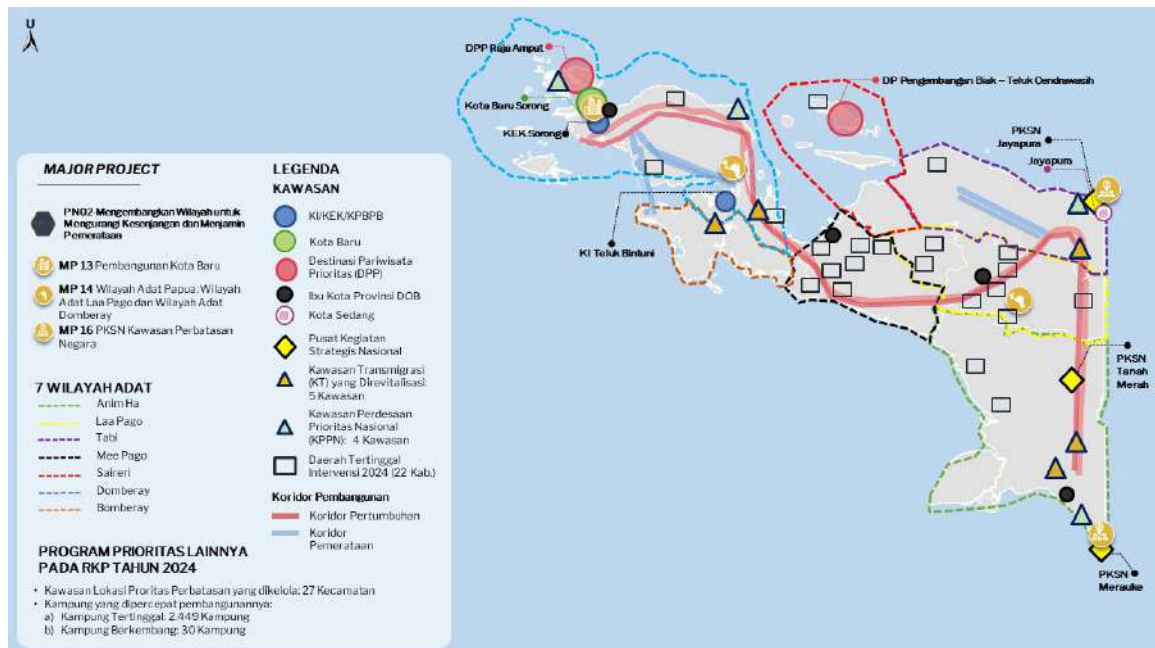 U
MAJOR PROJECT
PN02-Mengembangkan Wilayah untuk
Mengurangi Kesenjangan dan Menjamin
Pemerataan
MP 13 Pembangunan Kota Baru
MP 14 Wilayah Adat Papua: Wilayah
Adat Laa Pago dan Wilayah Adat
Domberay
MP 16 PKSN Kawasan Perbatasan
Negara
7 WILAYAH ADAT
Anim Ha
Laa Pago
Tabi
Mee Pago
Saireri
Domberay
Bomberay
LEGENDA
KAWASAN
KI/KEK/KPBPB
Kota Baru
Destinasi Pariwisata
Prioritas (DPP)
Ibu Kota Provinsi DOB
Kota Sedang
Pusat Kegiatan
Strategis Nasional
Kawasan Transmigrasi
(KT) yang Direvitalisasi:
5 Kawasan
Kawasan Perdesaan
Prioritas Nasional
(KPPN): 4 Kawasan
Daerah Tertinggal
Intervensi 2024 (22 Kab.)
Koridor Pembangunan
Koridor Pertumbuhan
Koridor
Pemerataan
PROGRAM PRIORITAS LAINNYA
PADA RKP TAHUN 2024
• Kawasan Lokasi Proritas Perbatasan yang dikelola: 27 Kecamatan
• Kampung yang dipercepat pembangunannya:
a) Kampung Tertinggal: 2.449 Kampung
b) Kampung Berkembang: 30 Kampung
DPP Raja Ampat
Kota Baru Sorong
KEK Sorong
KI Teluk Bintuni
DP Pengembangan Biak – Teluk Cendrawasih
PKSN
Jayapura
Jayapura
PKSN
Tanah
Merah
PKSN
Merauke